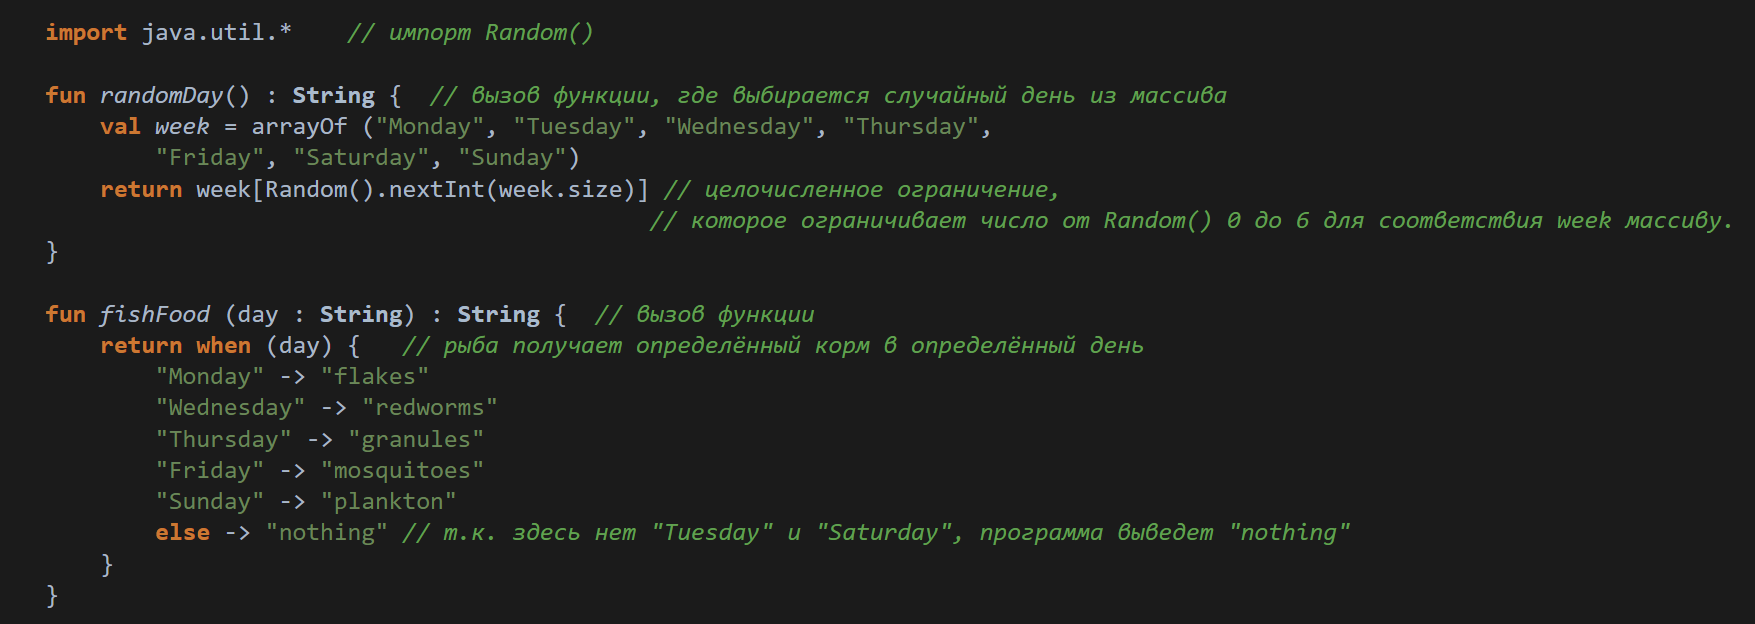 import java.util.*    // импорт Random()
fun randomDay() : String {  // вызов функции, где выбирается случайный день из массива
    val week = arrayOf ("Monday", "Tuesday", "Wednesday", "Thursday",
        "Friday", "Saturday", "Sunday")
    return week[Random().nextInt(week.size)] // целочисленное ограничение,
                                            // которое ограничивает число от Random() 0 до 6 для соответствия week массиву.
}
fun fishFood (day : String) : String {  // вызов функции
    return when (day) {   // рыба получает определённый корм в определённый день
        "Monday" -> "flakes"
        "Wednesday" -> "redworms"
        "Thursday" -> "granules"
        "Friday" -> "mosquitoes"
        "Sunday" -> "plankton"
        else -> "nothing" // т.к. здесь нет "Tuesday" и "Saturday", программа выведет "nothing"
    }
}